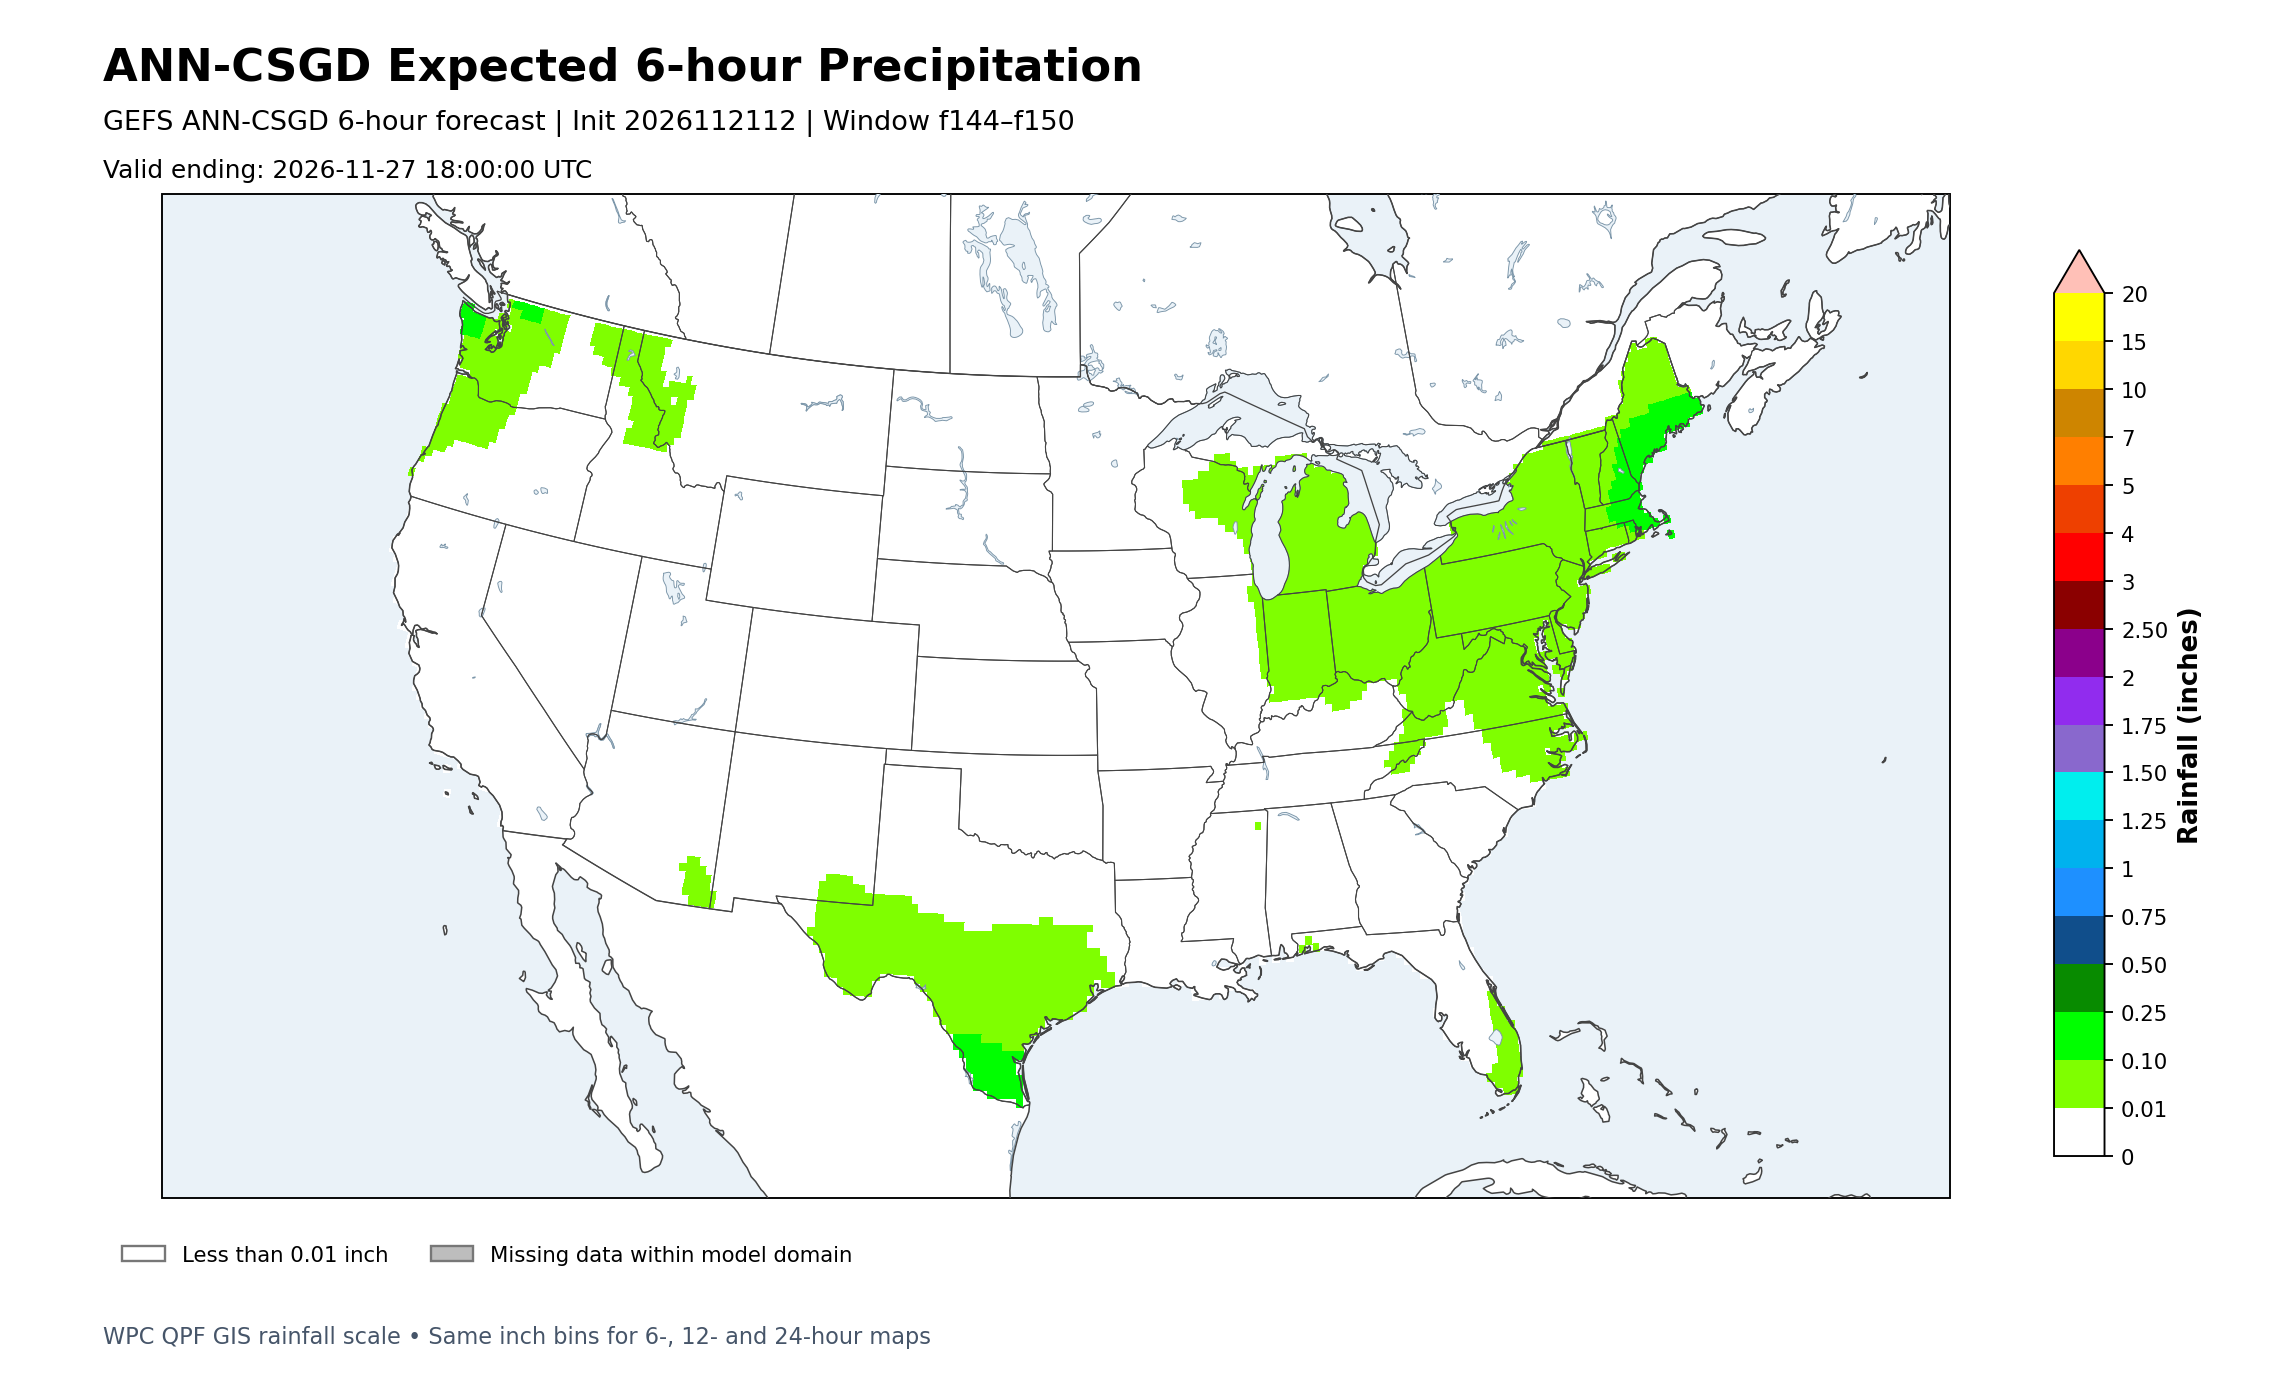 ANN-CSGD Expected 6-hour Precipitation
GEFS ANN-CSGD 6-hour forecast | Init 2026112112 | Window f144–f150
Valid ending: 2026-11-27 18:00:00 UTC
20
15
10
7
5
4
3
2.50
2
1.75
1.50
1.25
1
0.75
0.50
0.25
0.10
0.01
0
Rainfall (inches)
Less than 0.01 inch
Missing data within model domain
WPC QPF GIS rainfall scale • Same inch bins for 6-, 12- and 24-hour maps